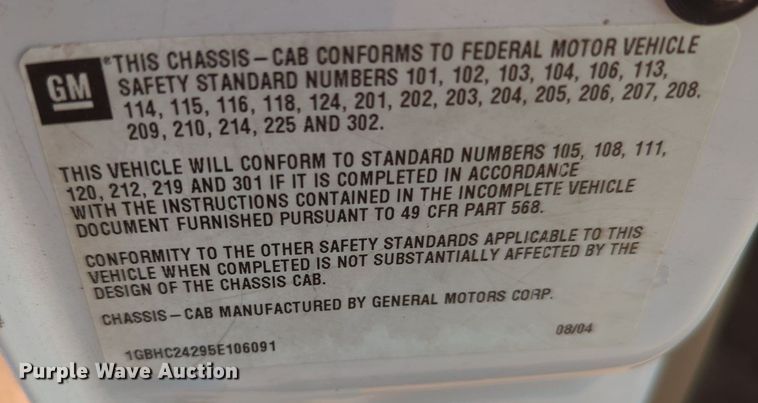 GM
*THIS CHASSIS-CAB CONFORMS TO FEDERAL MOTOR VEHICLE
SAFETY STANDARD NUMBERS 101, 102, 103, 104, 106, 113,
114, 115, 116, 118, 124, 201, 202, 203, 204, 205, 206, 207, 208.
209, 210, 214, 225 AND 302.
THIS VEHICLE WILL CONFORM TO STANDARD NUMBERS 105, 108, 111,
120, 212, 219 AND 301 IF IT IS COMPLETED IN ACCORDANCE
WITH THE INSTRUCTIONS CONTAINED IN THE INCOMPLETE VEHICLE
DOCUMENT FURNISHED PURSUANT TO 49 CFR PART 568.
CONFORMITY TO THE OTHER SAFETY STANDARDS APPLICABLE TO THIS
VEHICLE WHEN COMPLETED IS NOT SUBSTANTIALLY AFFECTED BY THE
DESIGN OF THE CHASSIS CAB.
CHASSIS-CAB MANUFACTURED BY GENERAL MOTORS CORP.
08/04
1GBHC24295E106091
Purple Wave Auction